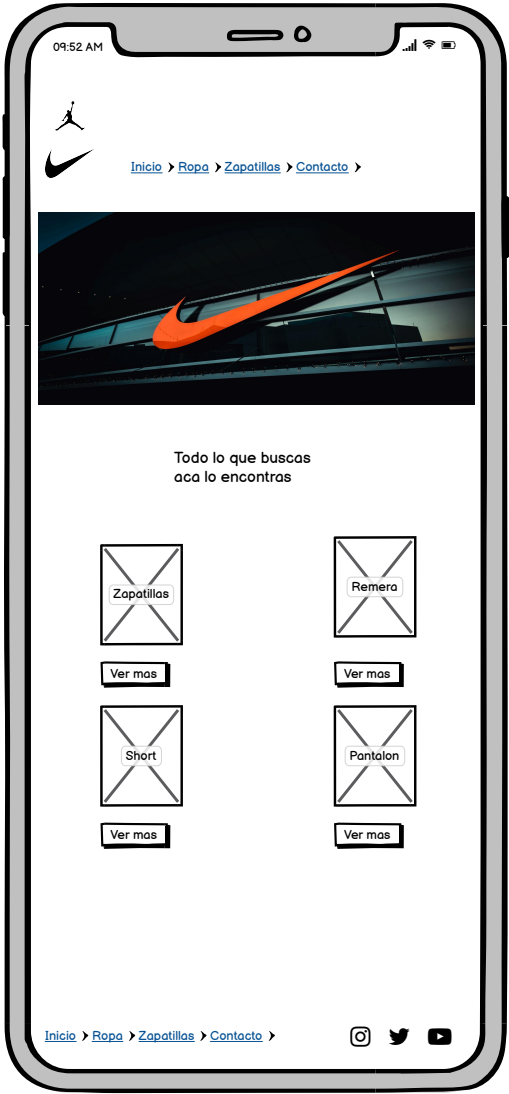 09:52 AM
Inicio Ropa Zapatillas Contacto
Todo lo que buscas
aca lo encontras
Zapatillas
Remera
Ver mas
Ver mas
Short
Pantalon
Ver mas
Ver mas
Inicio Ropa Zapatillas Contacto